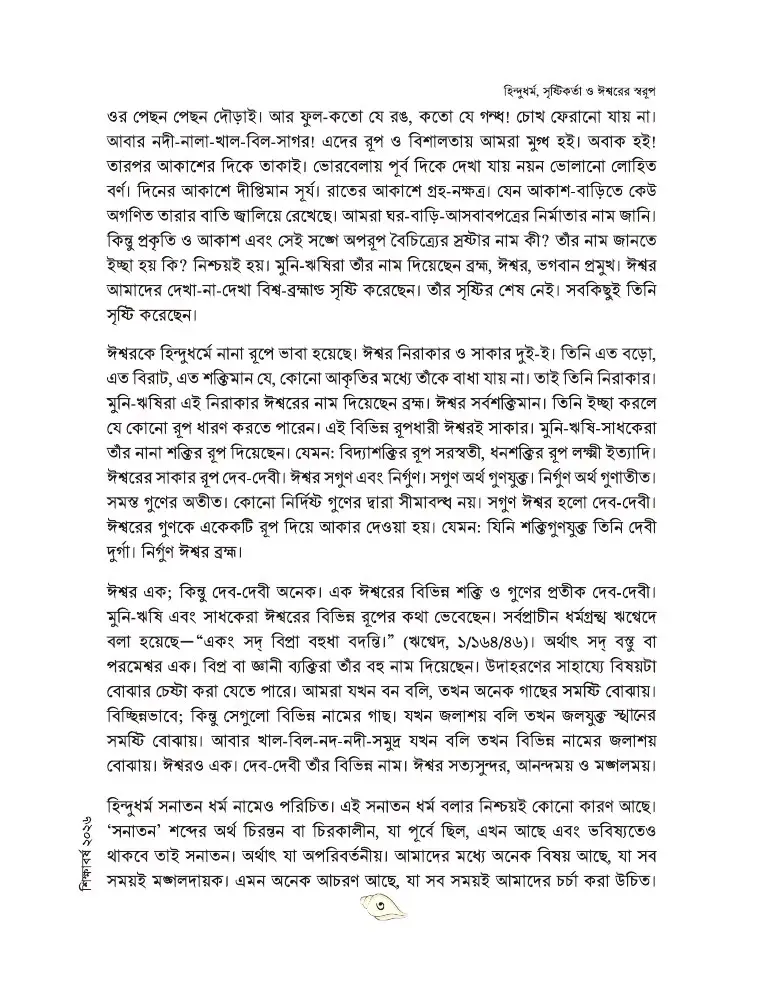 হিন্দুধর্ম, সৃষ্টিকর্তা ও ঈশ্বরের স্বরূপ
ওর পেছন পেছন দৌড়াই। আর ফুল-কতো যে রঙ, কতো যে গন্ধ! চোখ ফেরানো যায় না।
আবার নদী-নালা-খাল-বিল-সাগর! এদের রূপ ও বিশালতায় আমরা মুগ্ধ হই। অবাক হই!
তারপর আকাশের দিকে তাকাই। ভোরবেলায় পূর্ব দিকে দেখা যায় নয়ন ভোলানো লোহিত
বর্ণ। দিনের আকাশে দীপ্তিমান সূর্য। রাতের আকাশে গ্রহ-নক্ষত্র। যেন আকাশ-বাড়িতে কেউ
অগণিত তারার বাতি জ্বালিয়ে রেখেছে। আমরা ঘর-বাড়ি-আসবাবপত্রের নির্মাতার নাম জানি।
কিন্তু প্রকৃতি ও আকাশ এবং সেই সঙ্গে অপরূপ বৈচিত্র্যের স্রষ্টার নাম কী? তাঁর নাম জানতে
ইচ্ছা হয় কি? নিশ্চয়ই হয়। মুনি-ঋষিরা তাঁর নাম দিয়েছেন ব্রহ্ম, ঈশ্বর, ভগবান প্রমুখ। ঈশ্বর
আমাদের দেখা-না-দেখা বিশ্ব-ব্রহ্মাণ্ড সৃষ্টি করেছেন। তাঁর সৃষ্টির শেষ নেই। সবকিছুই তিনি
সৃষ্টি করেছেন।
ঈশ্বরকে হিন্দুধর্মে নানা রূপে ভাবা হয়েছে। ঈশ্বর নিরাকার ও সাকার দুই-ই। তিনি এত বড়ো,
এত বিরাট, এত শক্তিমান যে, কোনো আকৃতির মধ্যে তাঁকে বাধা যায় না। তাই তিনি নিরাকার।
মুনি-ঋষিরা এই নিরাকার ঈশ্বরের নাম দিয়েছেন ব্রহ্ম। ঈশ্বর সর্বশক্তিমান। তিনি ইচ্ছা করলে
যে কোনো রূপ ধারণ করতে পারেন। এই বিভিন্ন রূপধারী ঈশ্বরই সাকার। মুনি-ঋষি-সাধকেরা
তাঁর নানা শক্তির রূপ দিয়েছেন। যেমন: বিদ্যাশক্তির রূপ সরস্বতী, ধনশক্তির রূপ লক্ষ্মী ইত্যাদি।
ঈশ্বরের সাকার রূপ দেব-দেবী। ঈশ্বর সগুণ এবং নির্গুণ। সগুণ অর্থ গুণযুক্ত। নির্গুণ অর্থ গুণাতীত।
সমস্ত গুণের অতীত। কোনো নির্দিষ্ট গুণের দ্বারা সীমাবদ্ধ নয়। সগুণ ঈশ্বর হলো দেব-দেবী।
ঈশ্বরের গুণকে একেকটি রূপ দিয়ে আকার দেওয়া হয়। যেমন: যিনি শক্তিগুণযুক্ত তিনি দেবী
দুর্গা। নির্গুণ ঈশ্বর ব্রহ্ম।
ঈশ্বর এক; কিন্তু দেব-দেবী অনেক। এক ঈশ্বরের বিভিন্ন শক্তি ও গুণের প্রতীক দেব-দেবী।
মুনি-ঋষি এবং সাধকেরা ঈশ্বরের বিভিন্ন রূপের কথা ভেবেছেন। সর্বপ্রাচীন ধর্মগ্রন্থ ঋগ্বেদে
বলা হয়েছে—“একং সদ্ বিপ্রা বহুধা বদন্তি।” (ঋগ্বেদ, ১/১৬৪/৪৬)। অর্থাৎ সদ্ বস্তু বা
পরমেশ্বর এক। বিপ্র বা জ্ঞানী ব্যক্তিরা তাঁর বহু নাম দিয়েছেন। উদাহরণের সাহায্যে বিষয়টা
বোঝার চেষ্টা করা যেতে পারে। আমরা যখন বন বলি, তখন অনেক গাছের সমষ্টি বোঝায়।
বিচ্ছিন্নভাবে; কিন্তু সেগুলো বিভিন্ন নামের গাছ। যখন জলাশয় বলি তখন জলযুক্ত স্থানের
সমষ্টি বোঝায়। আবার খাল-বিল-নদ-নদী-সমুদ্র যখন বলি তখন বিভিন্ন নামের জলাশয়
বোঝায়। ঈশ্বরও এক। দেব-দেবী তাঁর বিভিন্ন নাম। ঈশ্বর সত্যসুন্দর, আনন্দময় ও মঙ্গলময়।
হিন্দুধর্ম সনাতন ধর্ম নামেও পরিচিত। এই সনাতন ধর্ম বলার নিশ্চয়ই কোনো কারণ আছে।
‘সনাতন’ শব্দের অর্থ চিরন্তন বা চিরকালীন, যা পূর্বে ছিল, এখন আছে এবং ভবিষ্যতেও
থাকবে তাই সনাতন। অর্থাৎ যা অপরিবর্তনীয়। আমাদের মধ্যে অনেক বিষয় আছে, যা সব
সময়ই মঙ্গলদায়ক। এমন অনেক আচরণ আছে, যা সব সময়ই আমাদের চর্চা করা উচিত।
শিক্ষাবর্ষ ২০২৬
৩